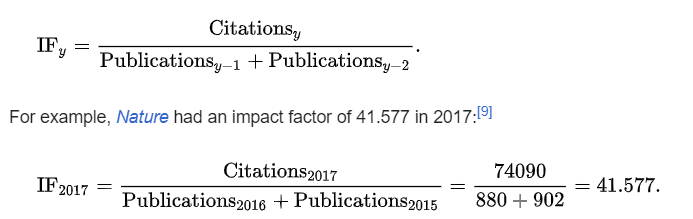 IF_y = Citations_y / (Publications_{y−1} + Publications_{y−2}).
For example, Nature had an impact factor of 41.577 in 2017:[9]
IF_2017 = Citations_2017 / (Publications_2016 + Publications_2015) = 74090 / (880 + 902) = 41.577.